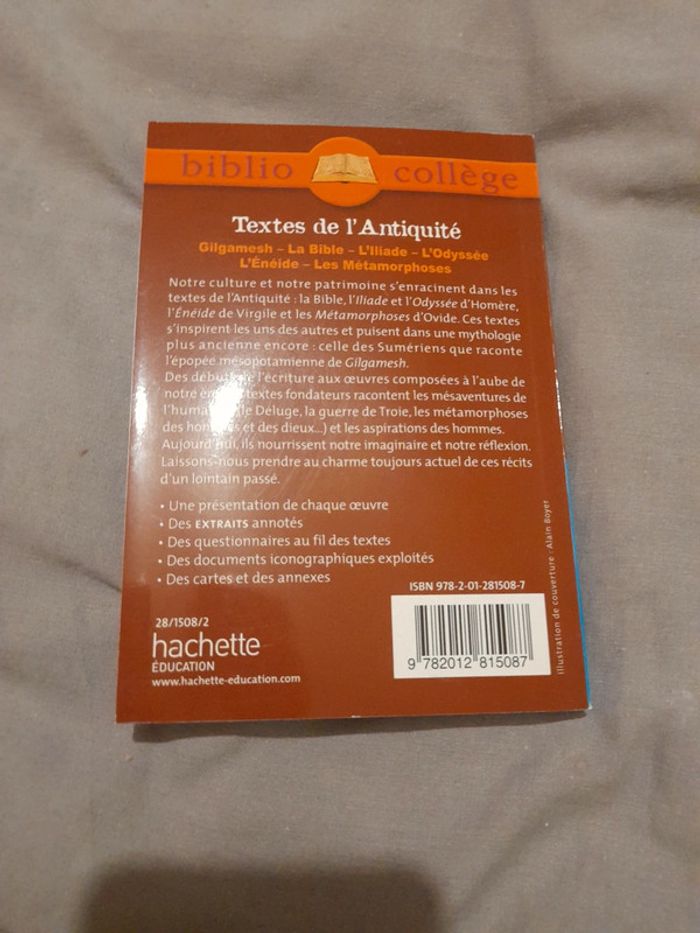 biblio collège
Textes de l'Antiquité
Gilgamesh – La Bible – L'Iliade – L'Odyssée
L'Énéide – Les Métamorphoses
Notre culture et notre patrimoine s'enracinent dans les
textes de l'Antiquité : la Bible, l'Iliade et l'Odyssée d'Homère,
l'Énéide de Virgile et les Métamorphoses d'Ovide. Ces textes
s'inspirent les uns des autres et puisent dans une mythologie
plus ancienne encore : celle des Sumériens que raconte
l'épopée mésopotamienne de Gilgamesh.
Des débuts de l'écriture aux œuvres composées à l'aube de
notre textes fondateurs racontent les mésaventures de
le Déluge, la guerre de Troie, les métamorphoses
des et des dieux...) et les aspirations des hommes.
Aujourd'hui, ils nourrissent notre imaginaire et notre réflexion.
Laissons-nous prendre au charme toujours actuel de ces récits
d'un lointain passé.
• Une présentation de chaque œuvre
• Des EXTRAITS annotés
• Des questionnaires au fil des textes
• Des documents iconographiques exploités
• Des cartes et des annexes
ISBN 978-2-01-281508-7
9 782012 815087
28/1508/2
hachette
ÉDUCATION
www.hachette-education.com
Illustration de couverture : Alain Boyer